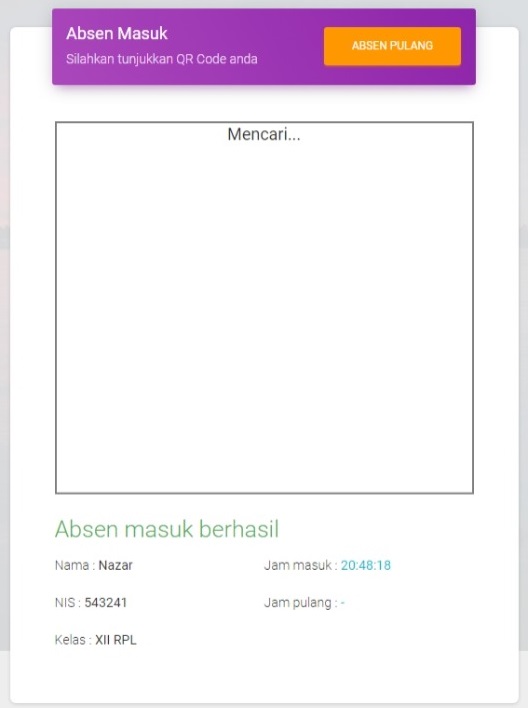 Absen Masuk
Silahkan tunjukkan QR Code anda
ABSEN PULANG
Mencari...
Absen masuk berhasil
Nama : Nazar
Jam masuk : 20:48:18
NIS : 543241
Jam pulang : -
Kelas : XII RPL